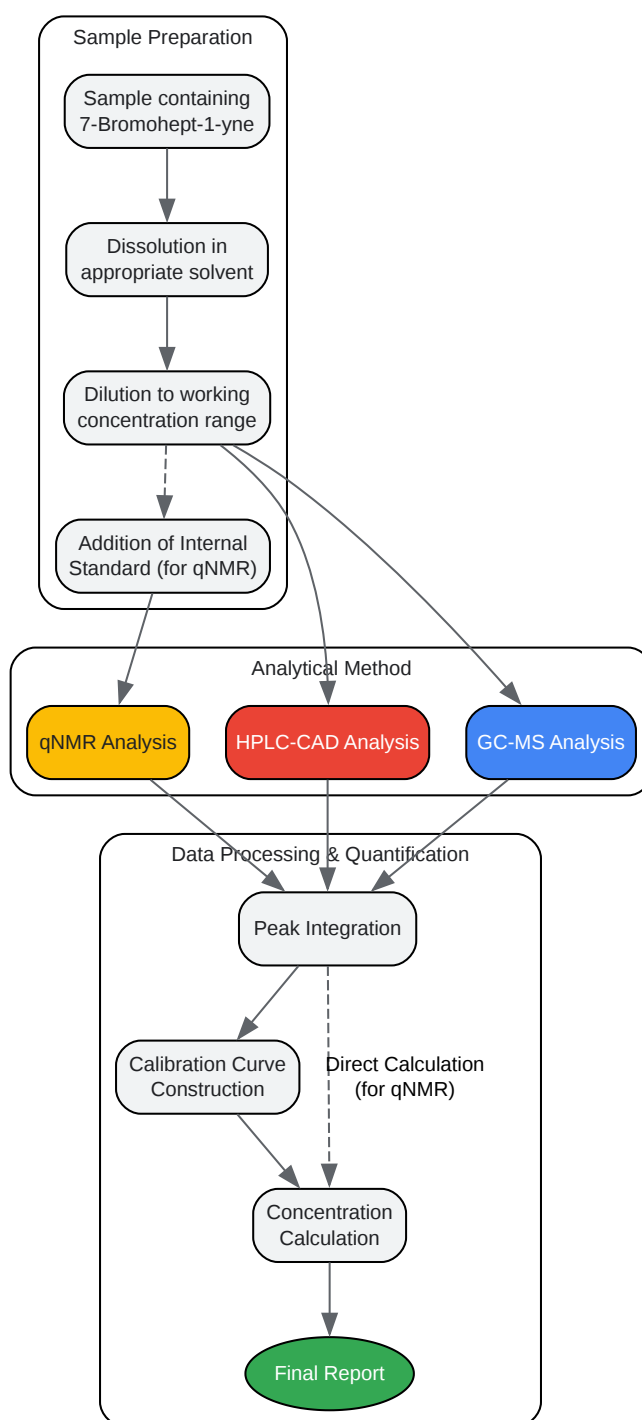 Sample Preparation
Sample containing
7-Bromohept-1-yne
Dissolution in
appropriate solvent
Dilution to working
concentration range
Addition of Internal
Standard (for qNMR)
Analytical Method
qNMR Analysis
HPLC-CAD Analysis
GC-MS Analysis
Data Processing & Quantification
Peak Integration
Calibration Curve
Construction
Direct Calculation
(for qNMR)
Concentration
Calculation
Final Report